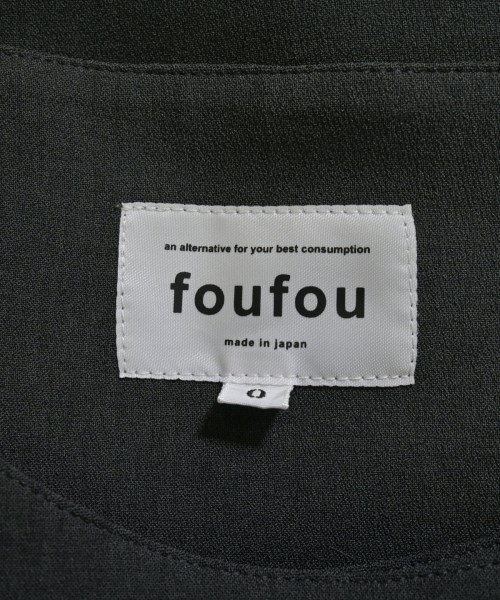 an alternative for your best consumption
foufou
made in japan
0